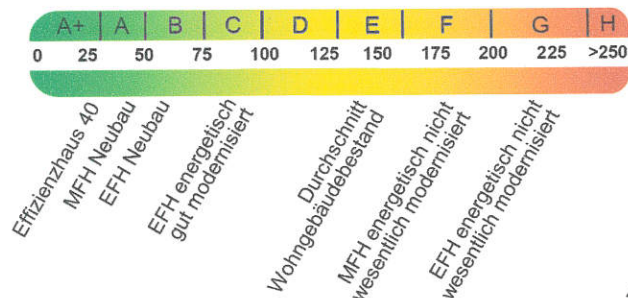 A+ A B C D E F G H
0 25 50 75 100 125 150 175 200 225 >250
Effizienzhaus 40
MFH Neubau
EFH Neubau
EFH energetisch
gut modernisiert
Durchschnitt
Wohngebäudebestand
MFH energetisch nicht
wesentlich modernisiert
EFH energetisch nicht
wesentlich modernisiert